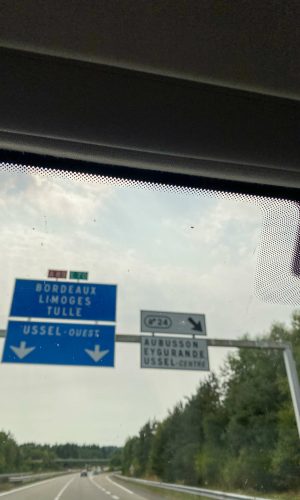 BORDEAUX
LIMOGES
TULLE
USSEL-OUEST
n° 24
AUBUSSON
EYGURANDE
USSEL-CENTRE